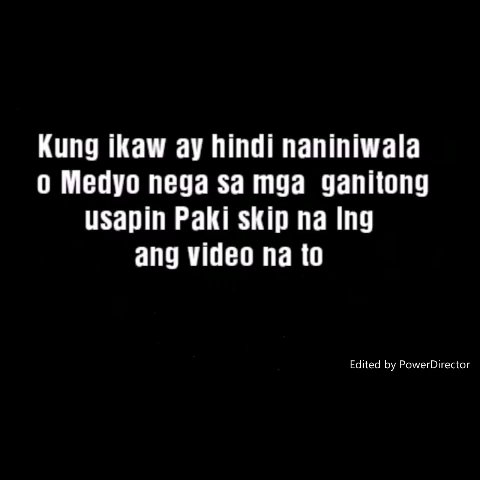 Kung ikaw ay hindi naniniwala
o Medyo nega sa mga ganitong
usapin Paki skip na lng
ang video na to
Edited by PowerDirector